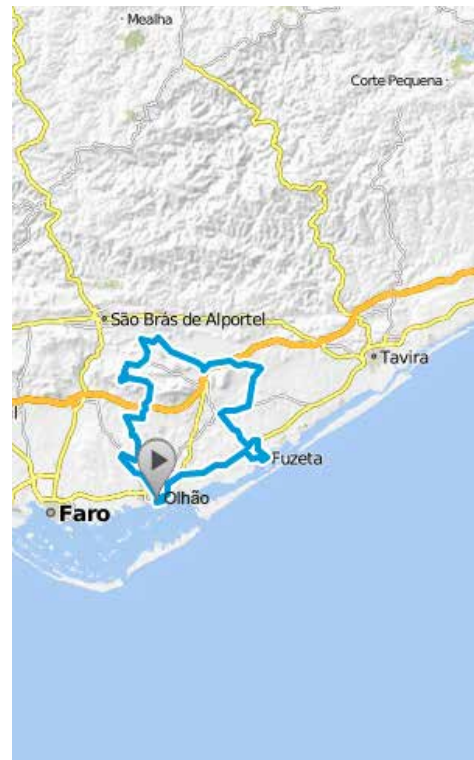 Mealha
Corte Pequena
São Brás de Alportel
Tavira
l
Fuzeta
Olhão
Faro